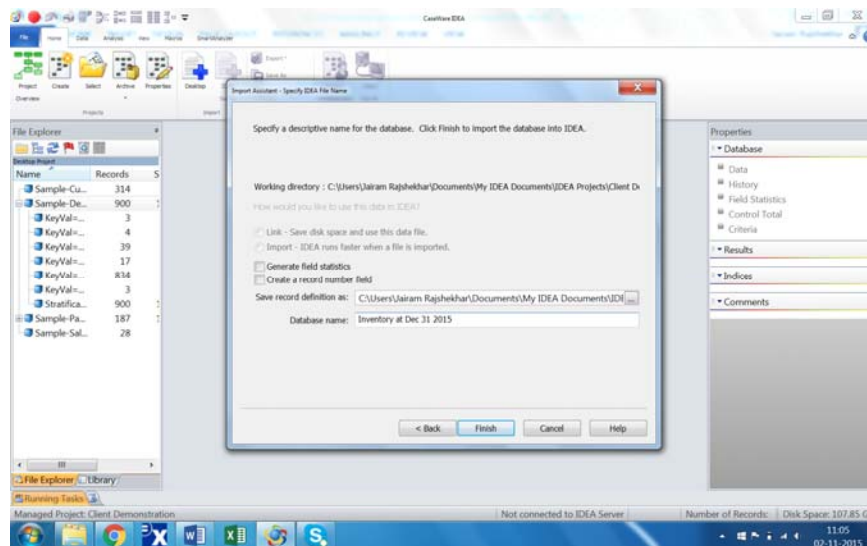 CaseWare IDEA
File Home Data Analysis View Macros SmartAnalyzer
Export
Save As
Project Overview
Create
Select
Archive
Properties
Desktop
Projects
Import
Import Assistant - Specify IDEA File Name
Specify a descriptive name for the database. Click Finish to import the database into IDEA.
Working directory : C:\Users\Jairam Rajshekhar\Documents\My IDEA Documents\IDEA Projects\Client De
How would you like to use this data in IDEA?
Link - Save disk space and use this data file.
Import - IDEA runs faster when a file is imported.
Generate field statistics
Create a record number field
Save record definition as: C:\Users\Jairam Rajshekhar\Documents\My IDEA Documents\IDE ...
Database name: Inventory at Dec 31 2015
< Back Finish Cancel Help
File Explorer
Desktop Project
Name Records S
Sample-Cu... 314
Sample-De... 900
KeyVal=... 3
KeyVal=... 4
KeyVal=... 39
KeyVal=... 17
KeyVal=... 834
KeyVal=... 3
Stratifica... 900
Sample-Pa... 187
Sample-Sal... 28
File Explorer Library
Running Tasks
Properties
Database
Data
History
Field Statistics
Control Total
Criteria
Results
Indices
Comments
Managed Project: Client Demonstration Not connected to IDEA Server Number of Records: Disk Space: 107.85 G
11:05
02-11-2015